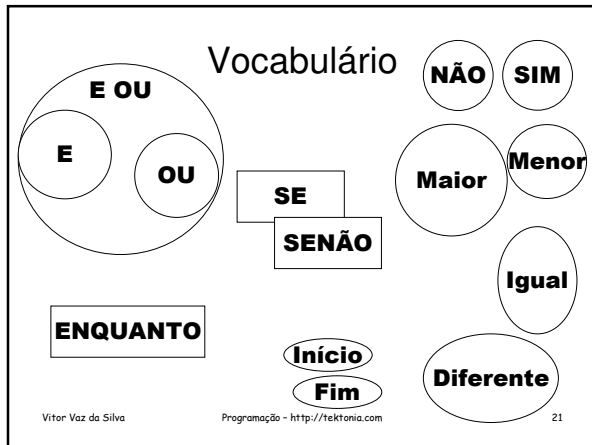 Vocabulário
E OU
E
OU
NÃO
SIM
Maior
Menor
SE
SENÃO
Igual
ENQUANTO
Início
Fim
Diferente
Vitor Vaz da Silva
Programação - http://tektonia.com
21